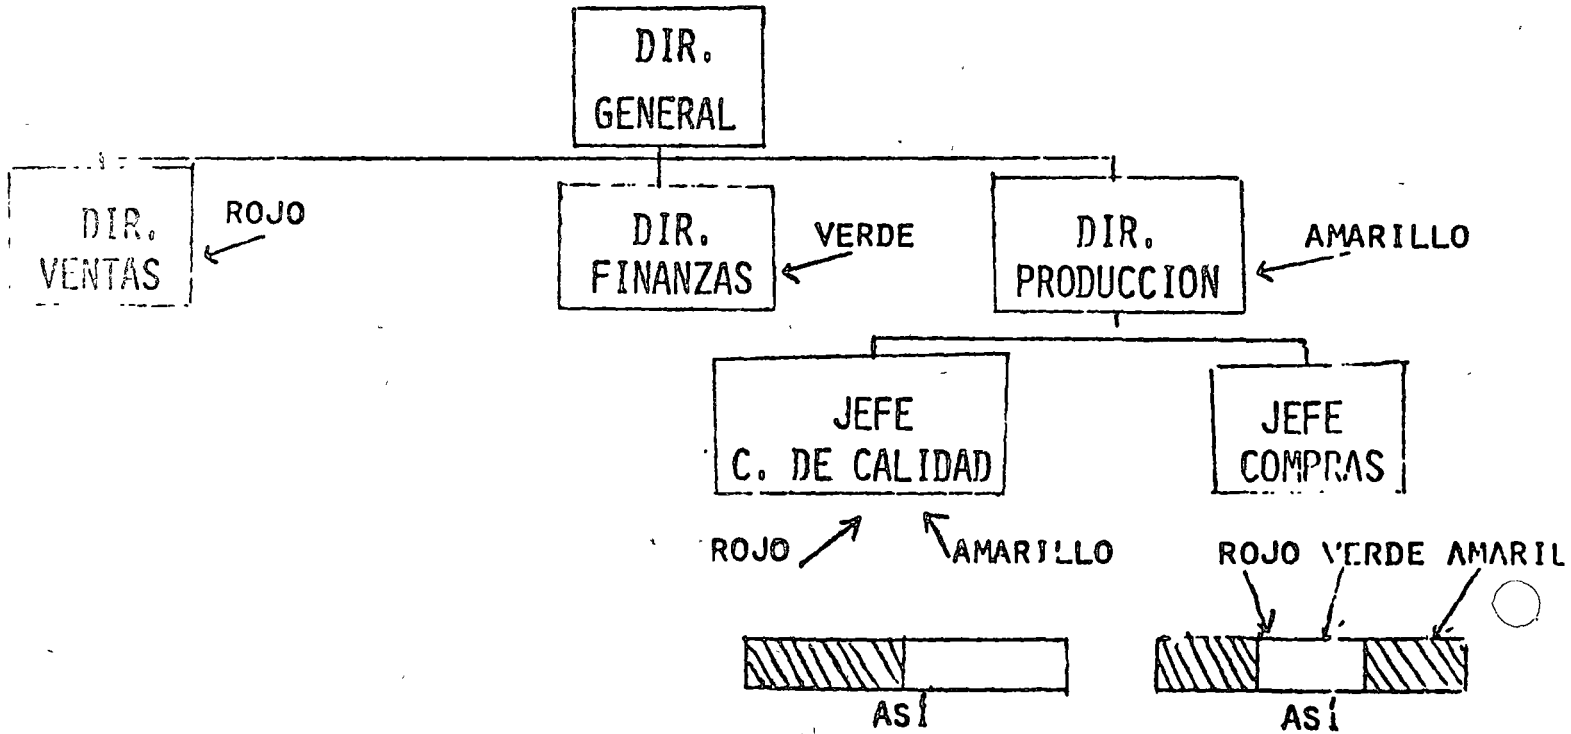 DIR.
GENERAL
DIR.
VENTAS
ROJO
DIR.
FINANZAS
VERDE
DIR.
PRODUCCION
AMARILLO
JEFE
C. DE CALIDAD
JEFE
COMPRAS
ROJO
AMARILLO
ROJO VERDE AMARIL
ASÍ
ASÍ